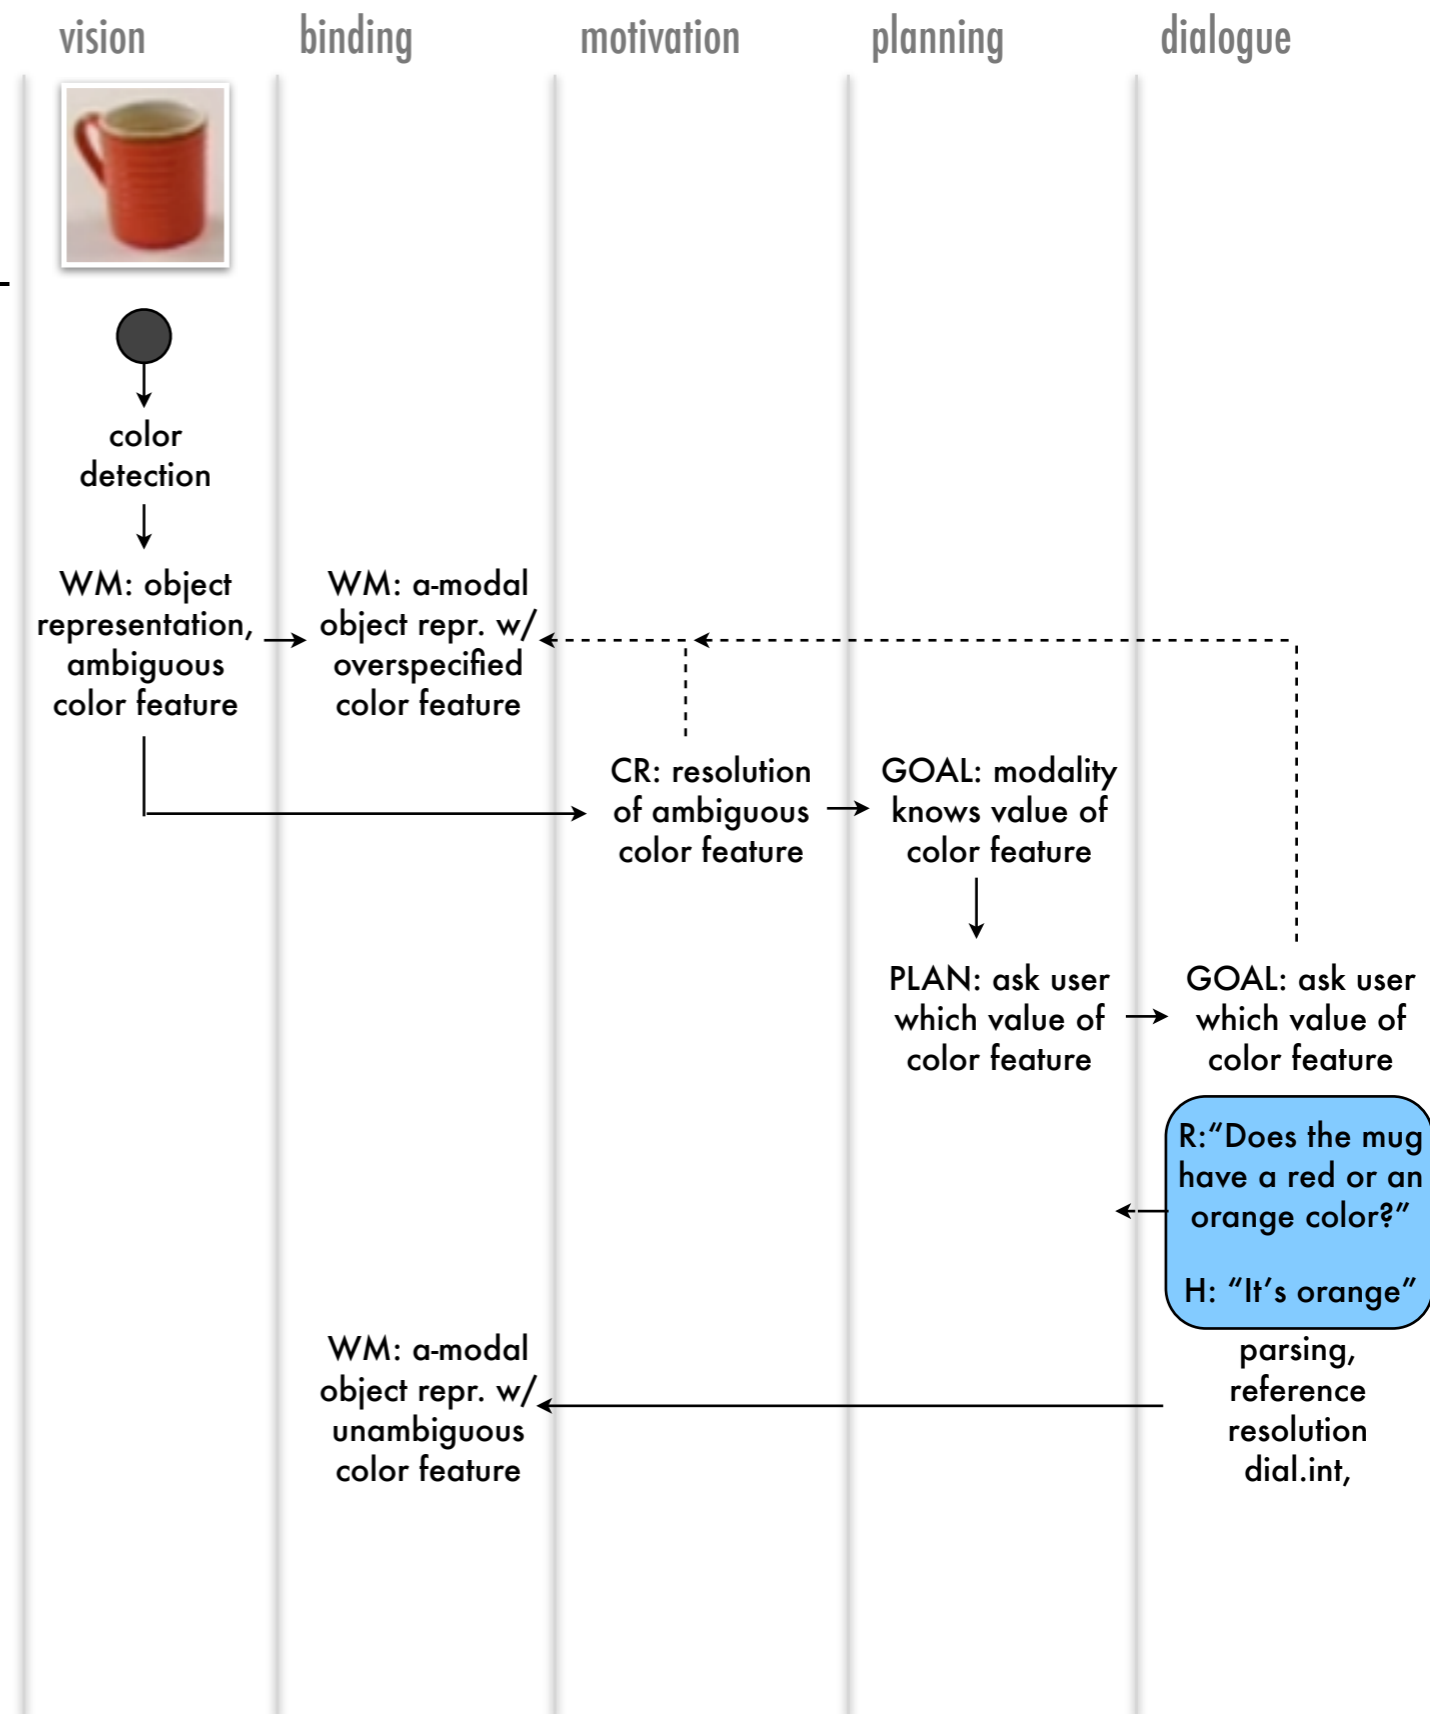 vision
binding
motivation
planning
dialogue
color
detection
WM: object
representation,
ambiguous
color feature
WM: a-modal
object repr. w/
overspecified
color feature
CR: resolution
of ambiguous
color feature
GOAL: modality
knows value of
color feature
PLAN: ask user
which value of
color feature
GOAL: ask user
which value of
color feature
R:“Does the mug
have a red or an
orange color?”
H: “It’s orange”
parsing,
reference
resolution
dial.int,
WM: a-modal
object repr. w/
unambiguous
color feature